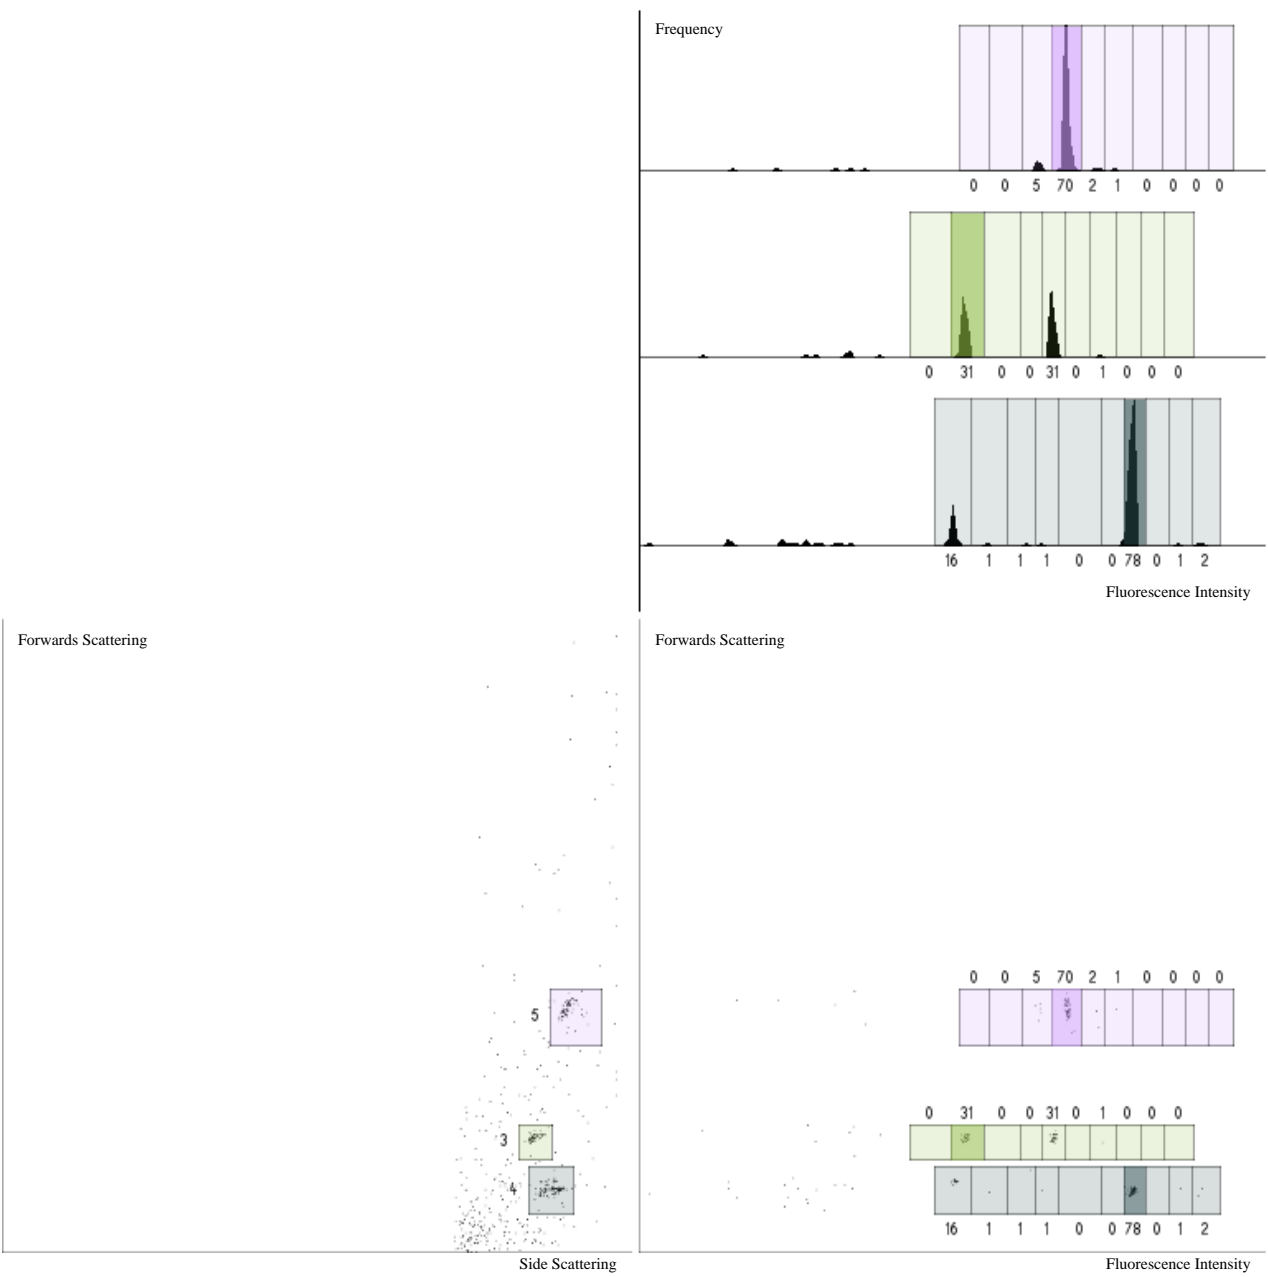 Frequency
0 0 5 70 2 1 0 0 0 0
0 31 0 0 31 0 1 0 0 0
16 1 1 1 0 0 78 0 1 2
Fluorescence Intensity
Forwards Scattering
5
3
4
Side Scattering
Forwards Scattering
0 0 5 70 2 1 0 0 0 0
0 31 0 0 31 0 1 0 0 0
16 1 1 1 0 0 78 0 1 2
Fluorescence Intensity